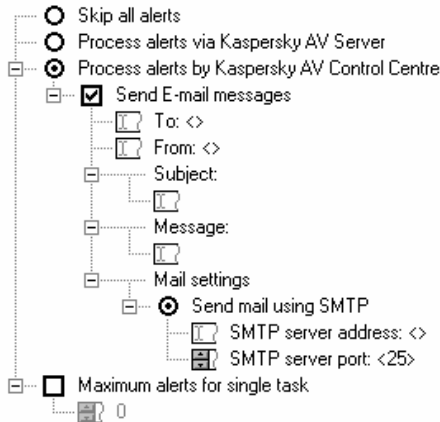 Skip all alerts
Process alerts via Kaspersky AV Server
Process alerts by Kaspersky AV Control Centre
Send E-mail messages
To: <>
From: <>
Subject:
Message:
Mail settings
Send mail using SMTP
SMTP server address: <>
SMTP server port: <25>
Maximum alerts for single task
0